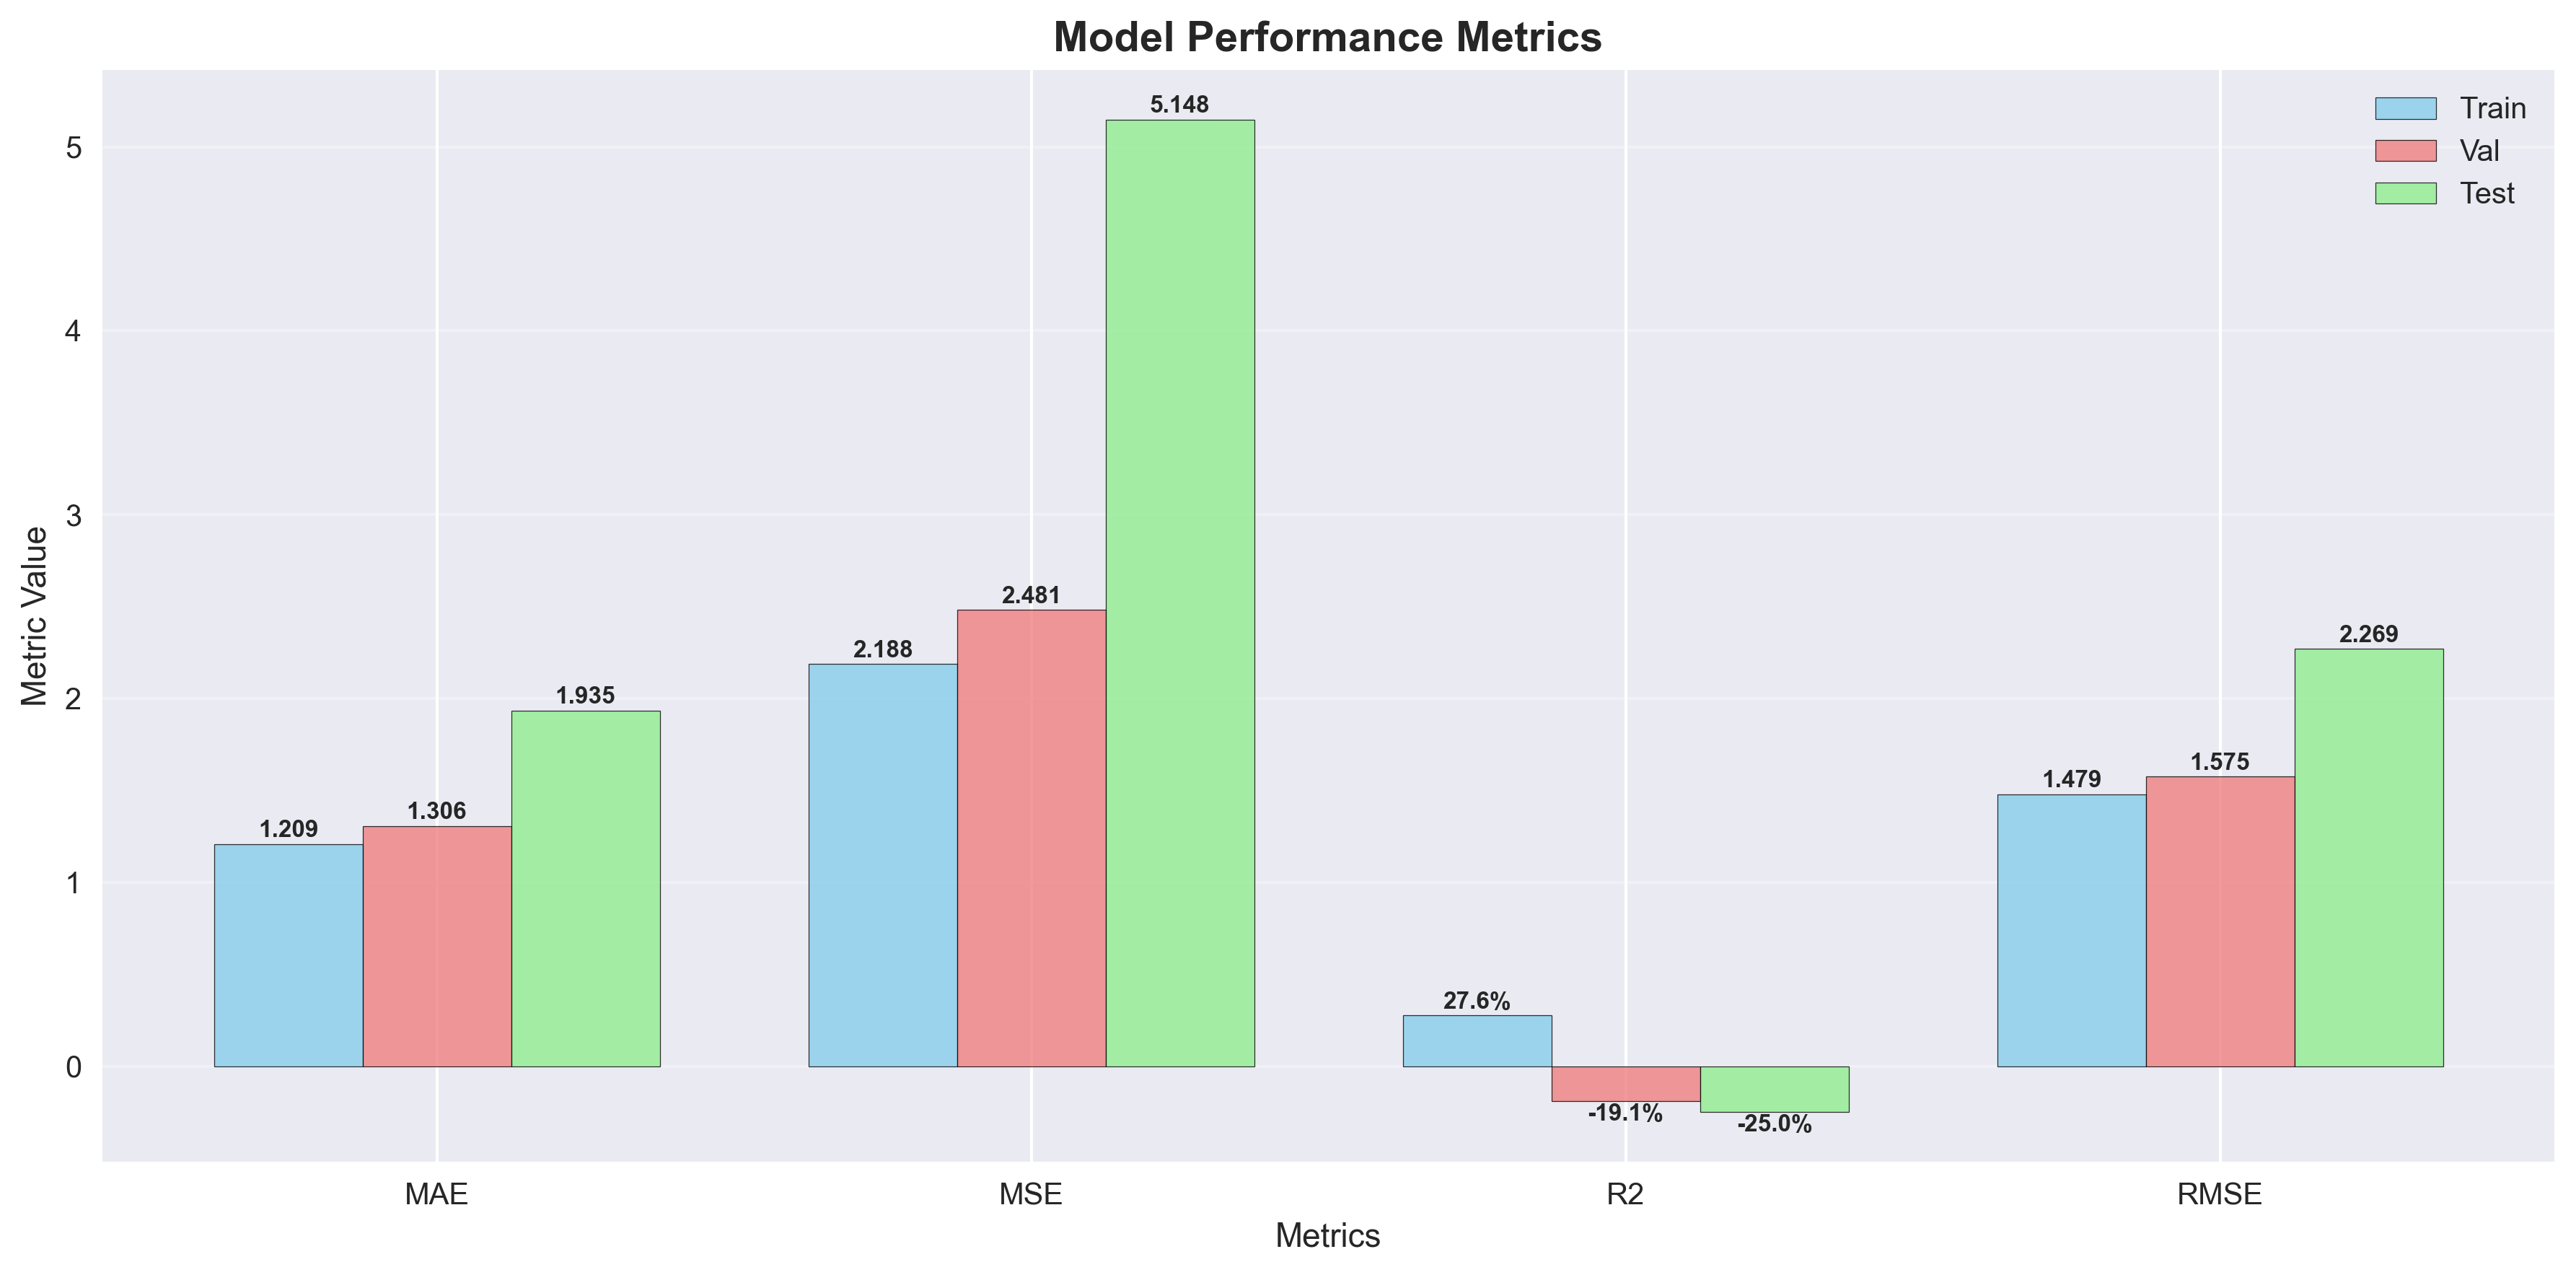 Model Performance Metrics
Train
Val
Test
Metric Value
5
4
3
2
1
0
1.209
1.306
1.935
2.188
2.481
5.148
27.6%
-19.1%
-25.0%
1.479
1.575
2.269
MAE
MSE
R2
RMSE
Metrics